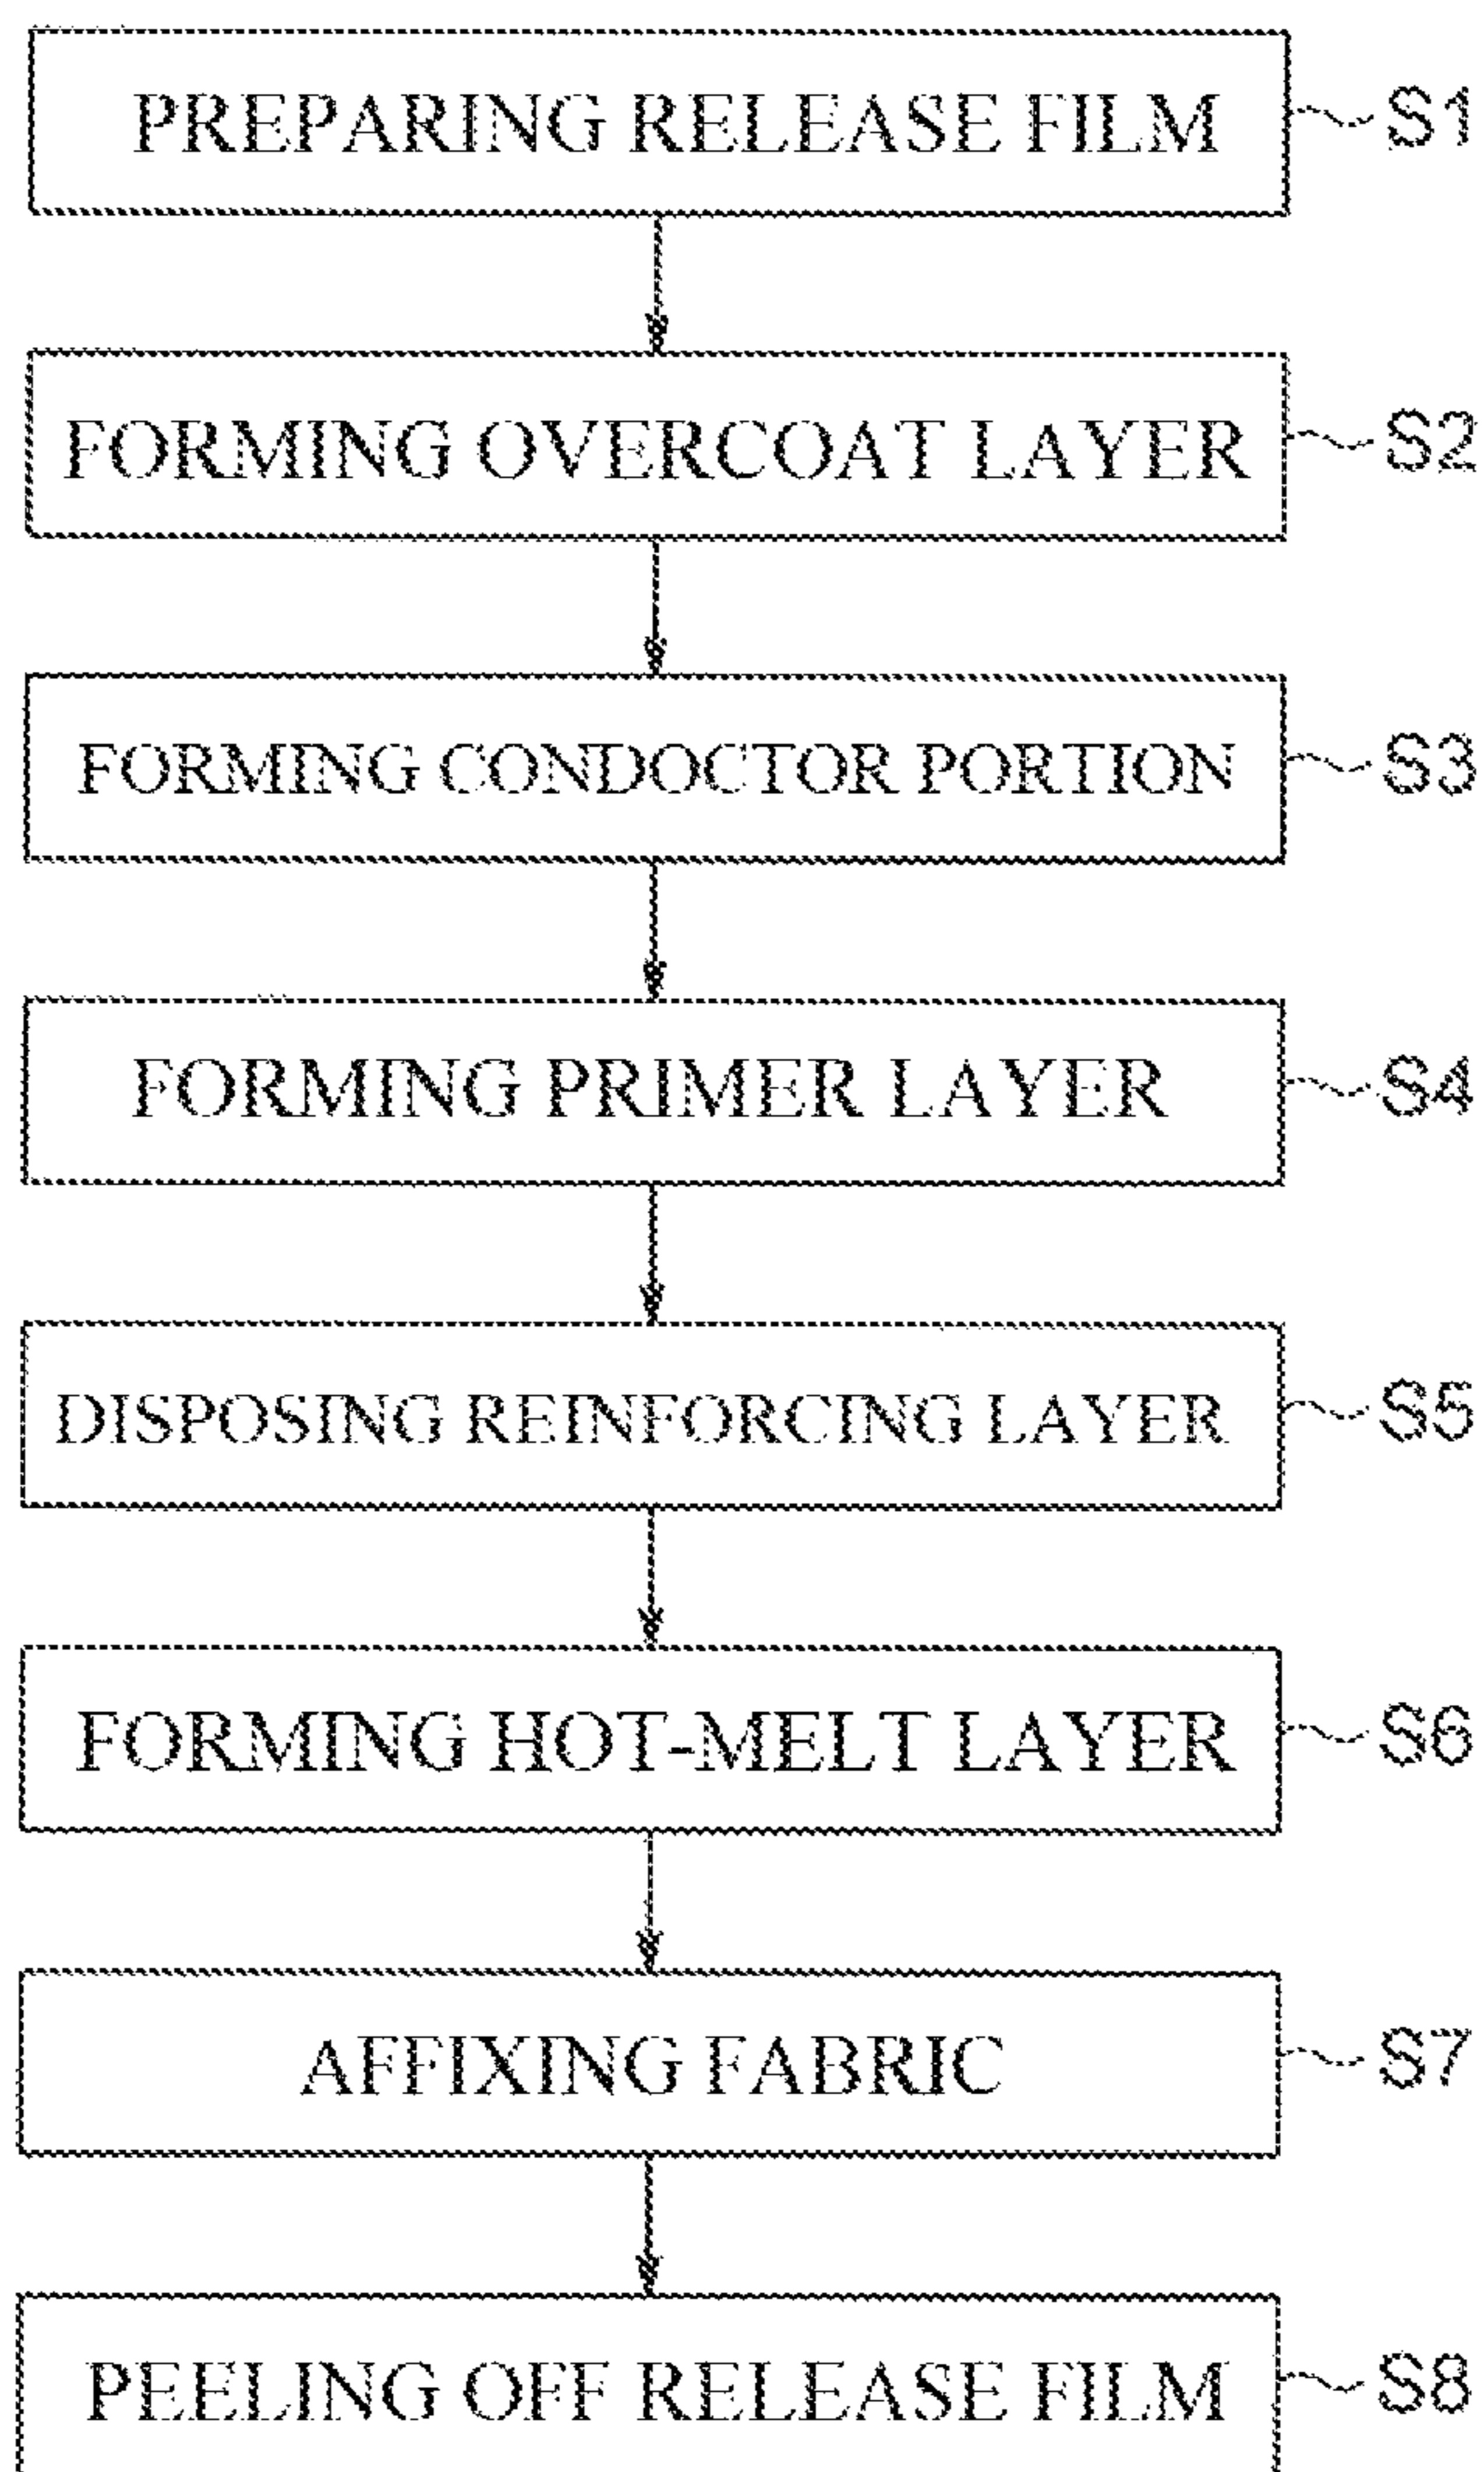 PREPARING RELEASE FILM S1
FORMING OVERCOAT LAYER S2
FORMING CONDOCTOR PORTION S3
FORMING PRIMER LAYER S4
DISPOSING REINFORCING LAYER S5
FORMING HOT-MELT LAYER S6
AFFIXING FABRIC S7
PEELING OFF RELEASE FILM S8